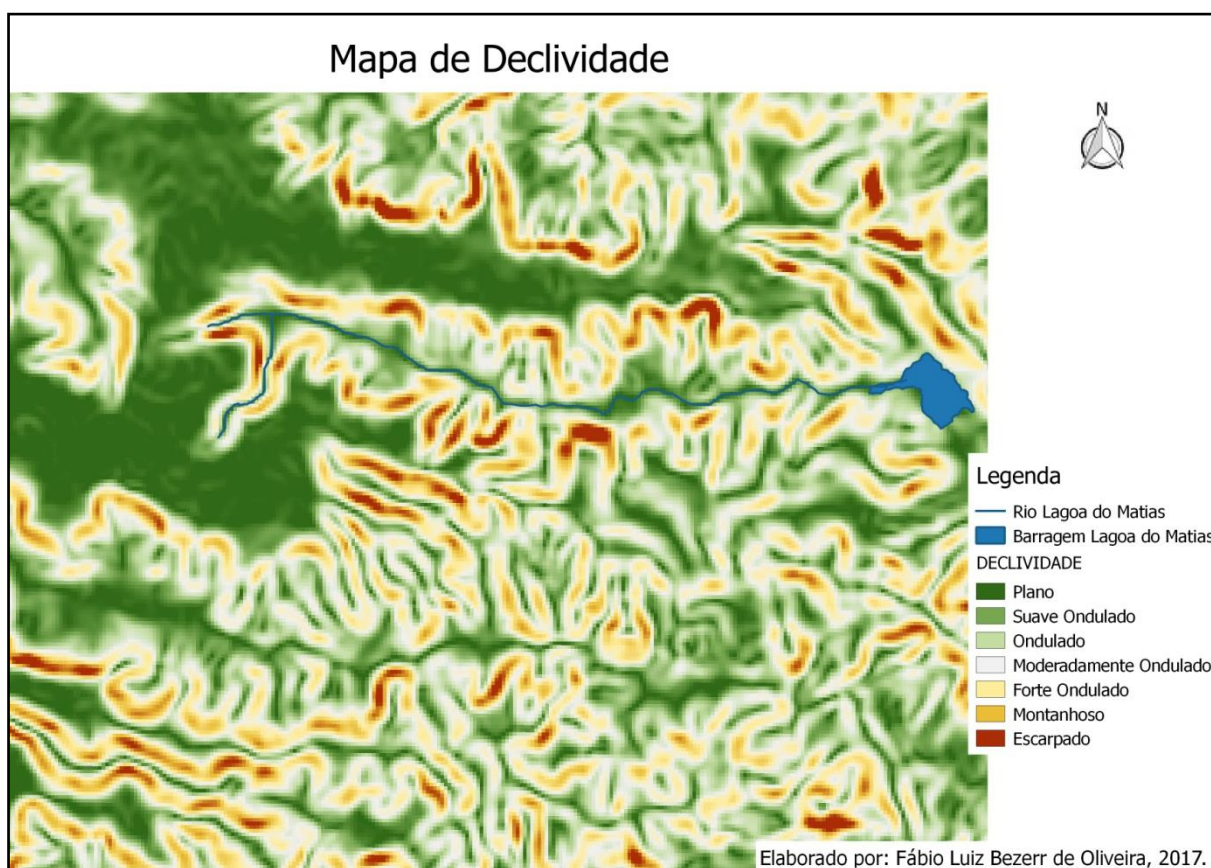 Mapa de Declividade
N
Legenda
Rio Lagoa do Matias
Barragem Lagoa do Matias
DECLIVIDADE
Plano
Suave Ondulado
Ondulado
Moderadamente Ondulado
Forte Ondulado
Montanhoso
Escarpado
Elaborado por: Fábio Luiz Bezerr de Oliveira, 2017.